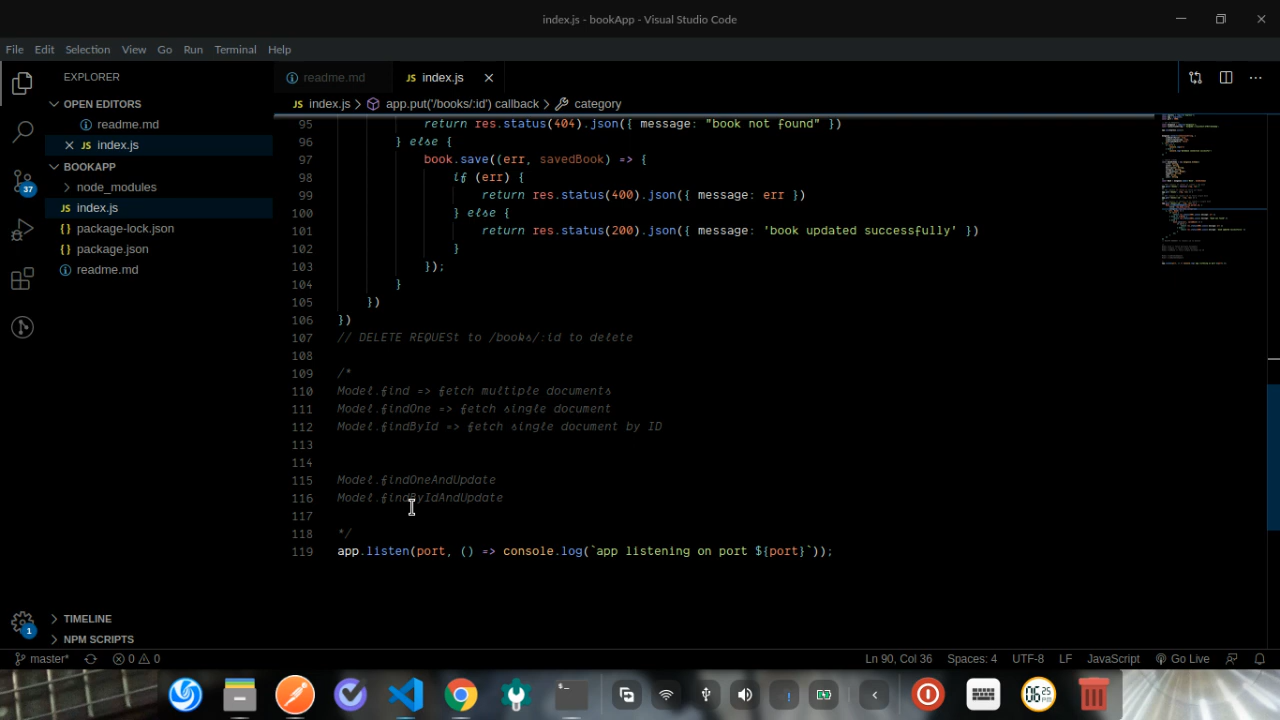 index.js - bookApp - Visual Studio Code
File Edit Selection View Go Run Terminal Help
EXPLORER
OPEN EDITORS
readme.md
index.js
BOOKAPP
node_modules
index.js
package-lock.json
package.json
readme.md
TIMELINE
NPM SCRIPTS
37
1
readme.md
index.js
index.js > app.put('/books/:id') callback > category
95 return res.status(404).json({ message: "book not found" })
96 } else {
97 book.save((err, savedBook) => {
98 if (err) {
99 return res.status(400).json({ message: err })
100 } else {
101 return res.status(200).json({ message: 'book updated successfully' })
102 }
103 });
104 }
105 })
106 })
107 // DELETE REQUESt to /books/:id to delete
108
109 /*
110 Model.find => fetch multiple documents
111 Model.findOne => fetch single document
112 Model.findById => fetch single document by ID
113
114
115 Model.findOneAndUpdate
116 Model.findByIdAndUpdate
117
118 */
119 app.listen(port, () => console.log(`app listening on port ${port}`));
master* 0 0 Ln 90, Col 36 Spaces: 4 UTF-8 LF JavaScript Go Live
06 25 PM